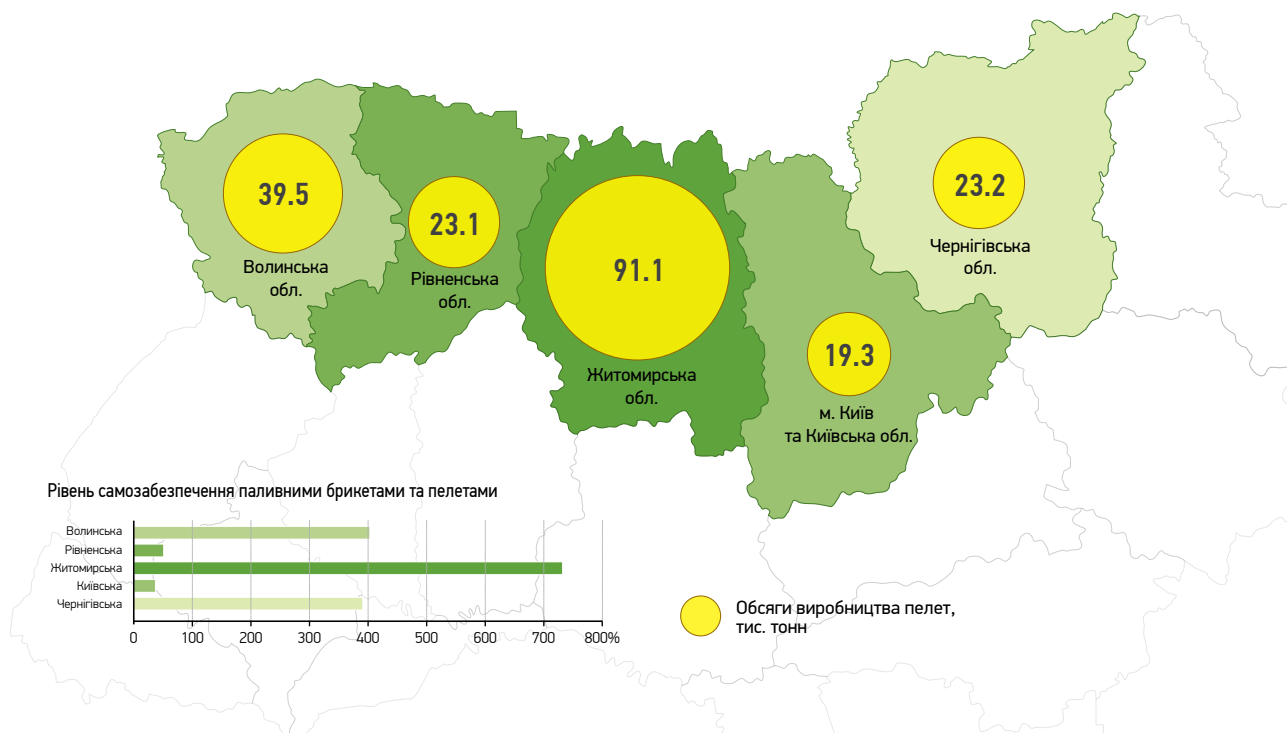 39.5
Волинська
обл.
23.1
Рівненська
обл.
91.1
Житомирська
обл.
19.3
м. Київ
та Київська обл.
23.2
Чернігівська
обл.
Рівень самозабезпечення паливними брикетами та пелетами
Волинська
Рівненська
Житомирська
Київська
Чернігівська
0 100 200 300 400 500 600 700 800%
Обсяги виробництва пелет,
тис. тонн